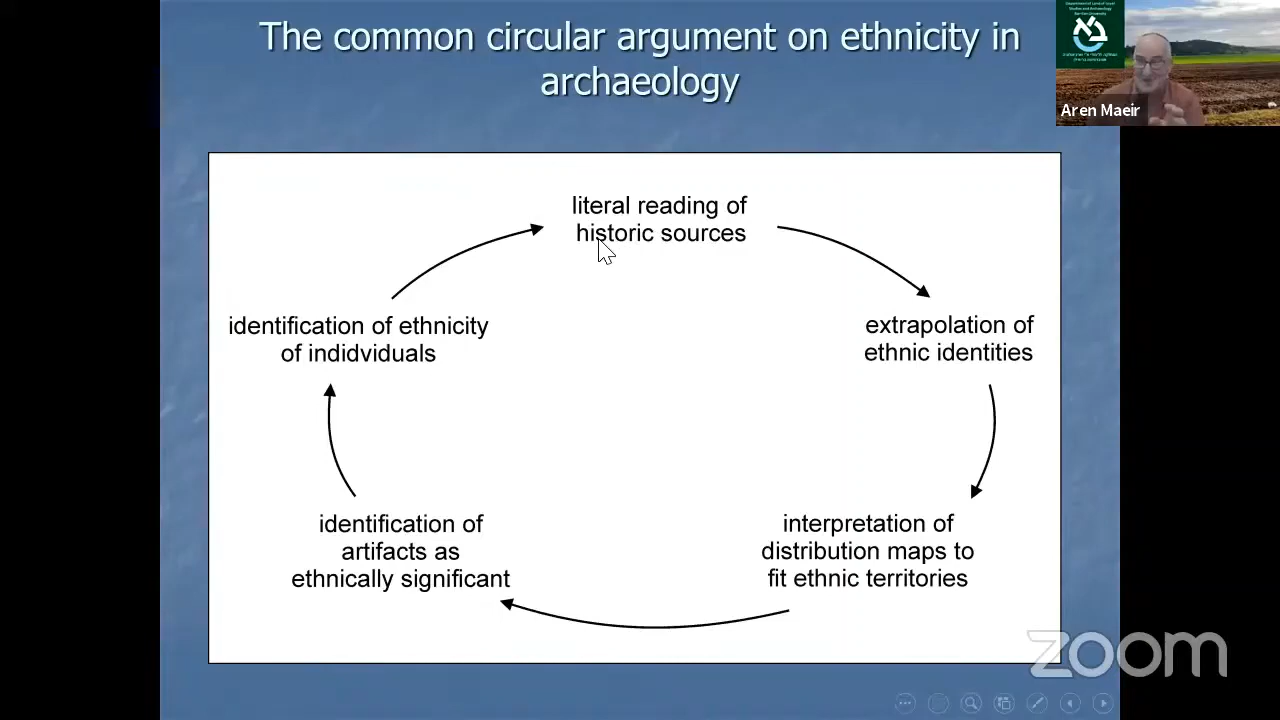 The common circular argument on ethnicity in
archaeology
Aren Maeir
literal reading of
historic sources
extrapolation of
ethnic identities
interpretation of
distribution maps to
fit ethnic territories
identification of
artifacts as
ethnically significant
identification of ethnicity
of indidviduals
zoom